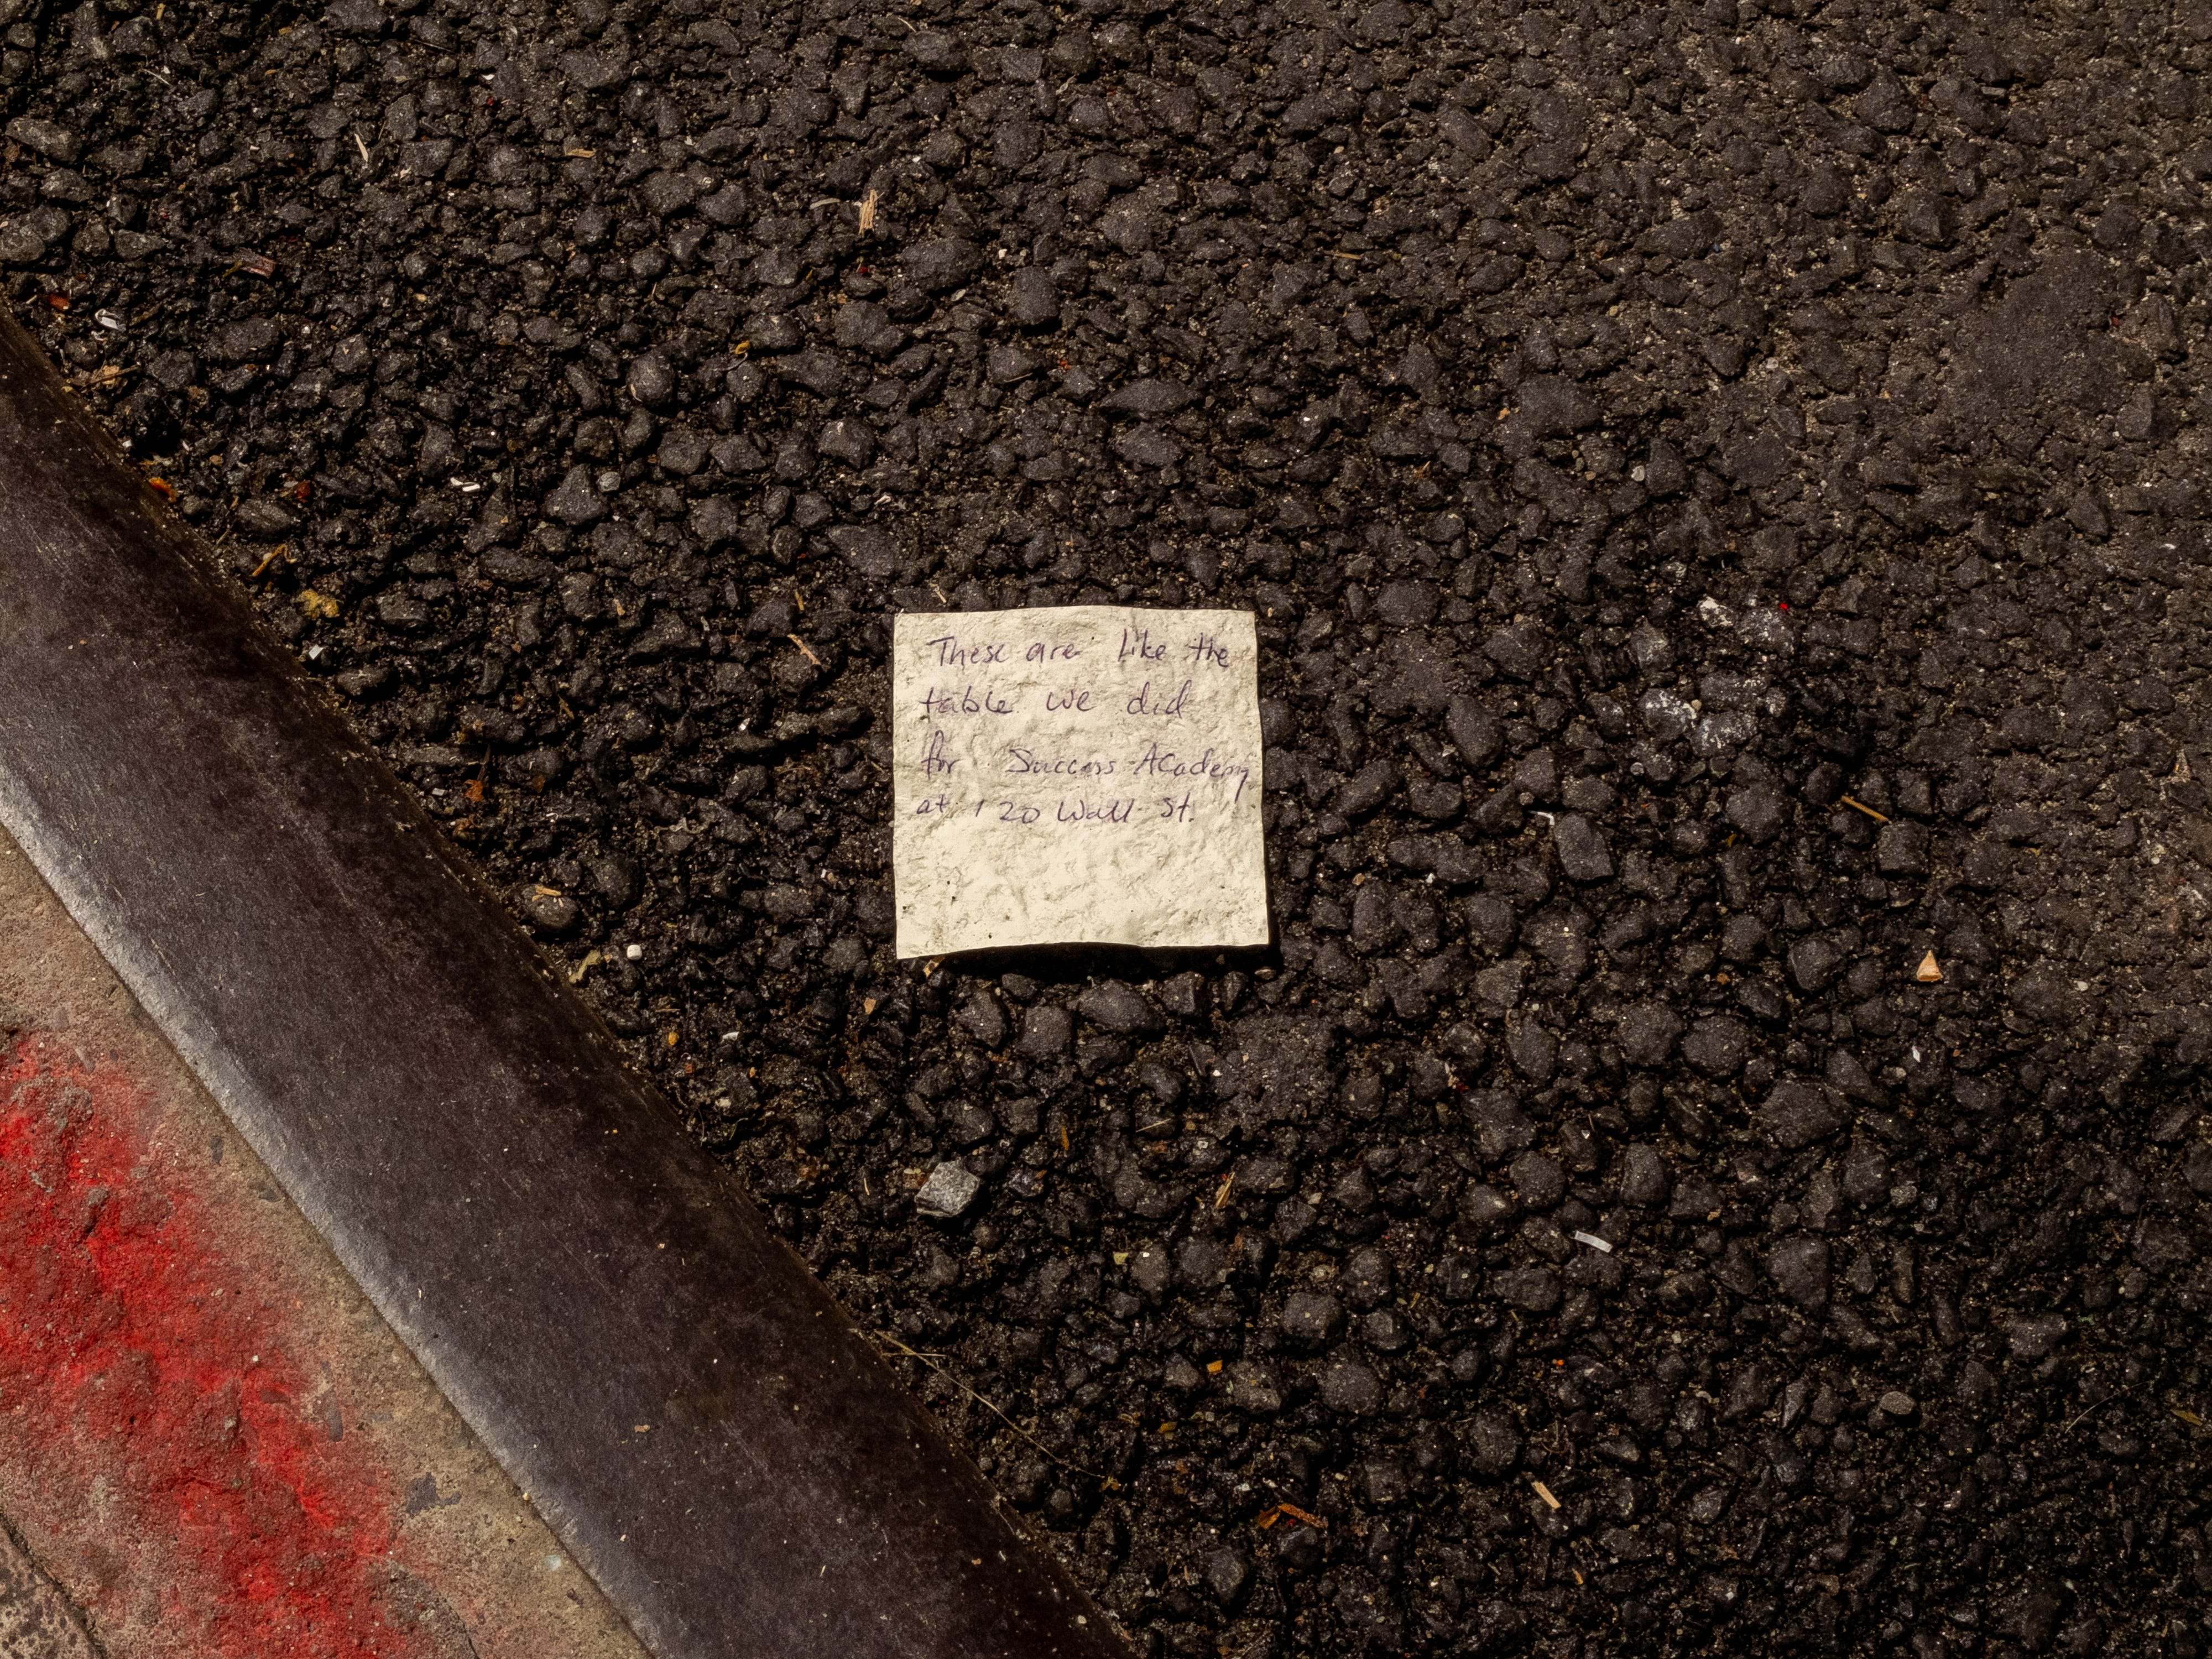 These are like the
table we did
for Success Academy
at 120 Wall St.